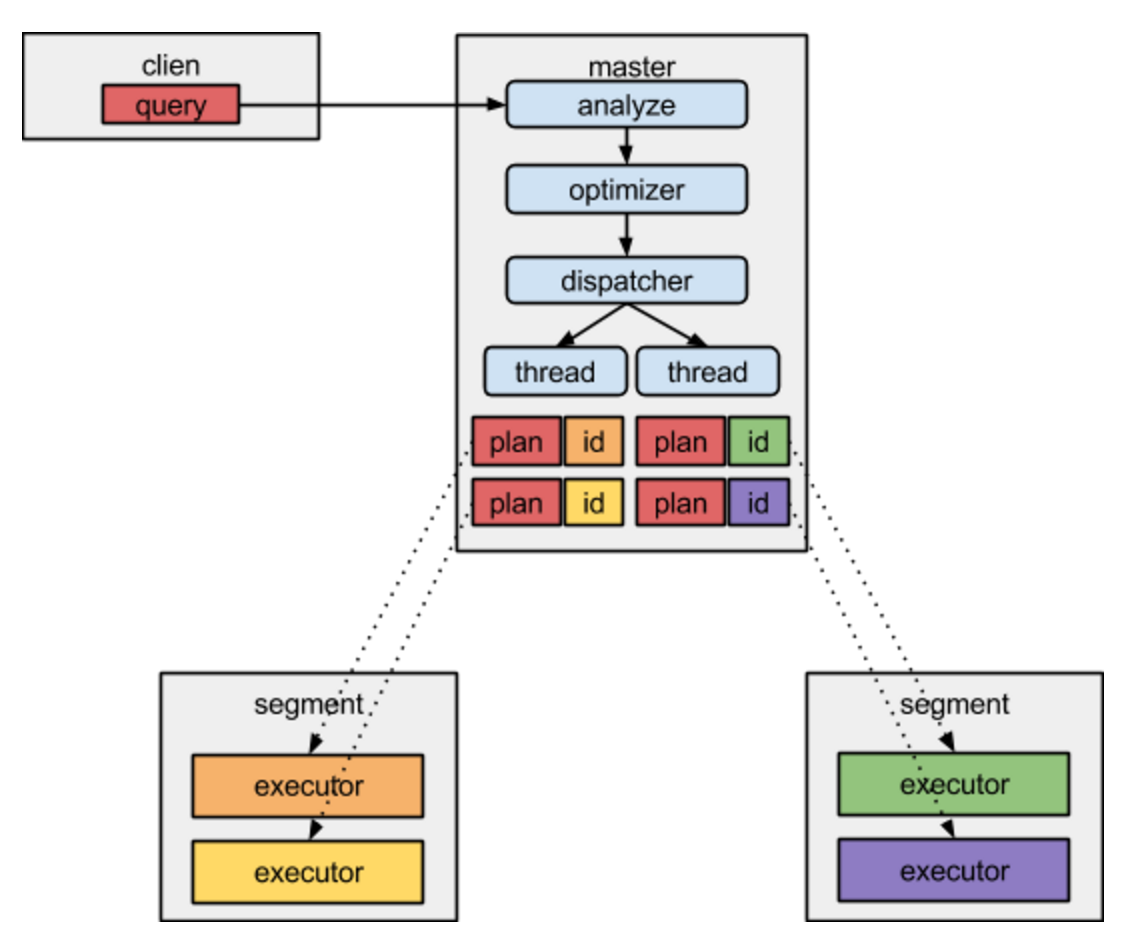 clien
query
master
analyze
optimizer
dispatcher
thread thread
plan id plan id
plan id plan id
segment
executor
executor
segment
executor
executor